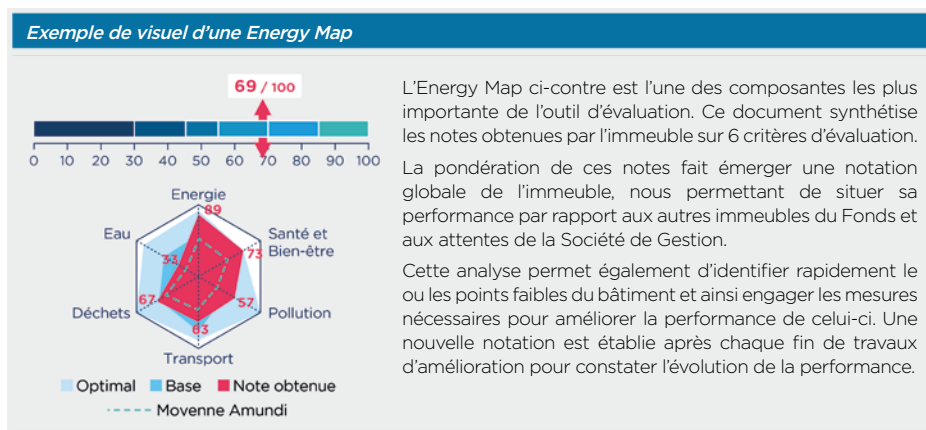 Exemple de visuel d'une Energy Map
69 / 100
0 10 20 30 40 50 60 70 80 90 100
Energie
89
Eau
Santé et
Bien-être
33
73
67
57
Déchets
Pollution
63
Transport
Optimal Base Note obtenue
Movenne Amundi
L'Energy Map ci-contre est l'une des composantes les plus
importante de l'outil d'évaluation. Ce document synthétise
les notes obtenues par l'immeuble sur 6 critères d'évaluation.
La pondération de ces notes fait émerger une notation
globale de l'immeuble, nous permettant de situer sa
performance par rapport aux autres immeubles du Fonds et
aux attentes de la Société de Gestion.
Cette analyse permet également d'identifier rapidement le
ou les points faibles du bâtiment et ainsi engager les mesures
nécessaires pour améliorer la performance de celui-ci. Une
nouvelle notation est établie après chaque fin de travaux
d'amélioration pour constater l'évolution de la performance.